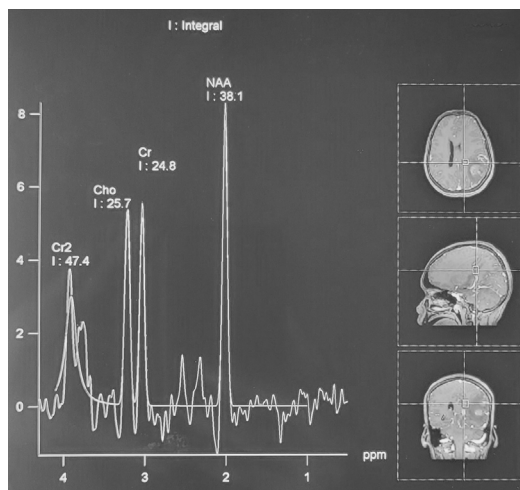 I : Integral
NAA
I : 38.1
8
Cr
I : 24.8
6
Cho
I : 25.7
Cr2
I : 47.4
4
2
0
ppm
4
3
2
1